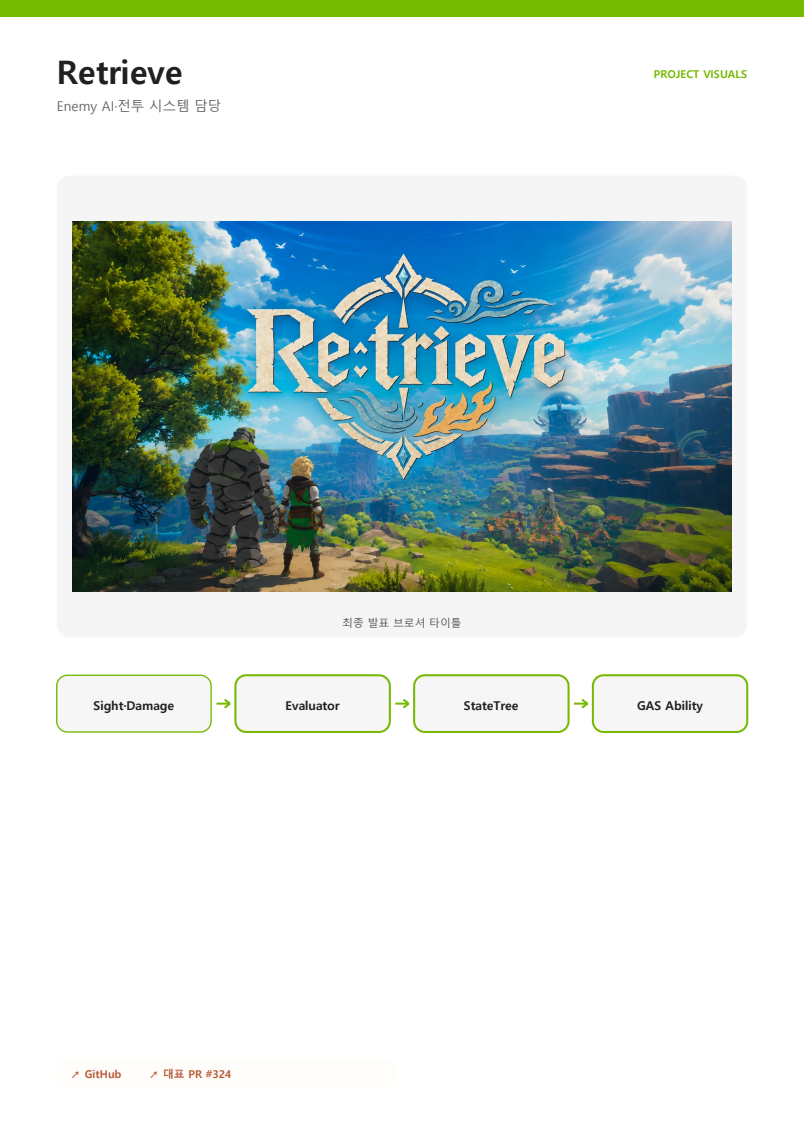 Retrieve
PROJECT VISUALS
Enemy AI·전투 시스템 담당
Re:trieve
최종 발표 브로셔 타이틀
Sight·Damage → Evaluator → StateTree → GAS Ability
↗ GitHub ↗ 대표 PR #324